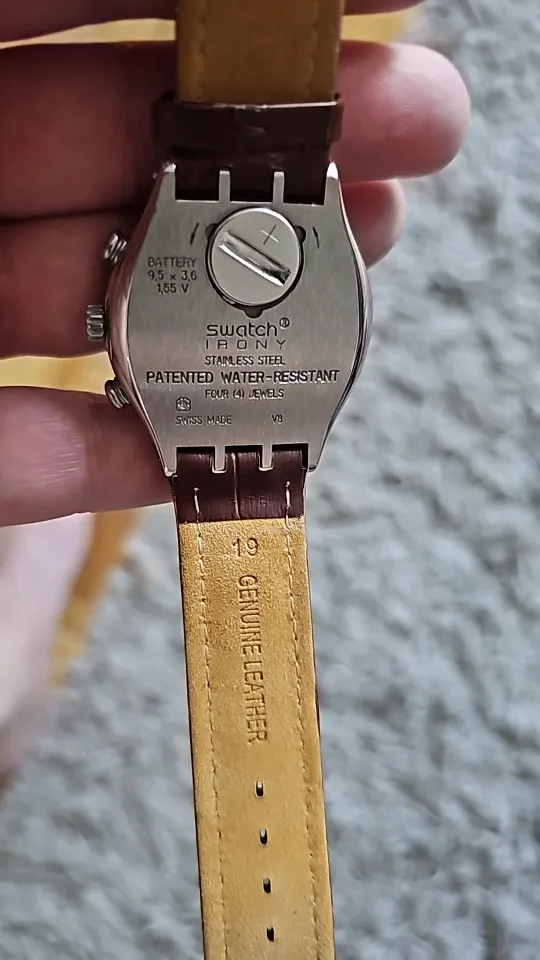 +
BATTERY
9,5 x 3,6
1,55 V
swatch
IRONY
STAINLESS STEEL
PATENTED WATER-RESISTANT
FOUR (4) JEWELS
SWISS MADE V8
19
GENUINE LEATHER